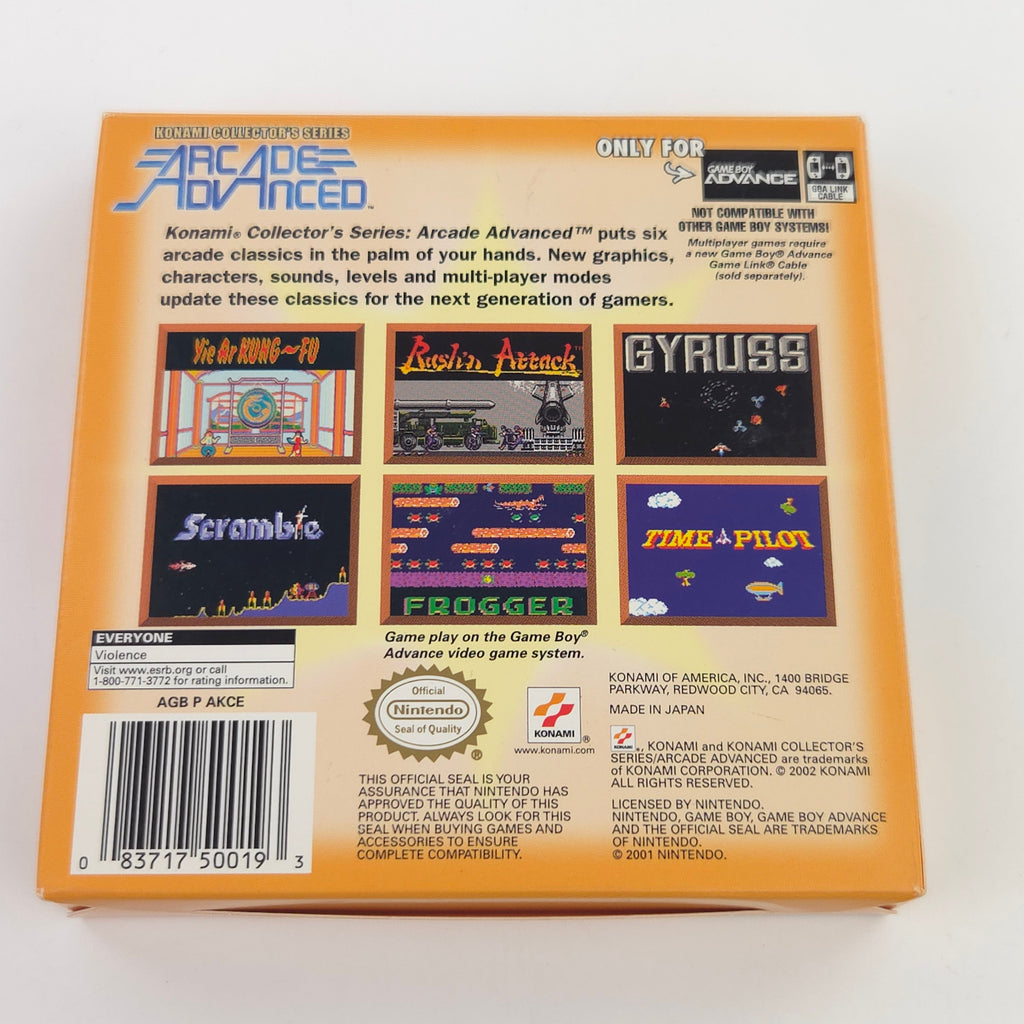 KONAMI COLLECTOR'S SERIES
ARCADE
ADVANCED™
ONLY FOR
GAME BOY
ADVANCE
GBA LINK
CABLE
NOT COMPATIBLE WITH
OTHER GAME BOY SYSTEMS!
Multiplayer games require
a new Game Boy® Advance
Game Link® Cable
(sold separately).
Konami® Collector's Series: Arcade Advanced™ puts six
arcade classics in the palm of your hands. New graphics,
characters, sounds, levels and multi-player modes
update these classics for the next generation of gamers.
Yie Ar KUNG~FU
Rush'n Attack™
GYRUSS
Scramble
FROGGER
TIME PILOT
EVERYONE
Violence
Visit www.esrb.org or call
1-800-771-3772 for rating information.
AGB P AKCE
0 83717 50019 3
Game play on the Game Boy®
Advance video game system.
Official
Nintendo
Seal of Quality
®
KONAMI
®
www.konami.com
THIS OFFICIAL SEAL IS YOUR
ASSURANCE THAT NINTENDO HAS
APPROVED THE QUALITY OF THIS
PRODUCT. ALWAYS LOOK FOR THIS
SEAL WHEN BUYING GAMES AND
ACCESSORIES TO ENSURE
COMPLETE COMPATIBILITY.
KONAMI OF AMERICA, INC., 1400 BRIDGE
PARKWAY, REDWOOD CITY, CA 94065.
MADE IN JAPAN
KONAMI ®, KONAMI and KONAMI COLLECTOR'S
SERIES/ARCADE ADVANCED are trademarks
of KONAMI CORPORATION. © 2002 KONAMI
ALL RIGHTS RESERVED.
LICENSED BY NINTENDO.
NINTENDO, GAME BOY, GAME BOY ADVANCE
AND THE OFFICIAL SEAL ARE TRADEMARKS
OF NINTENDO.
© 2001 NINTENDO.